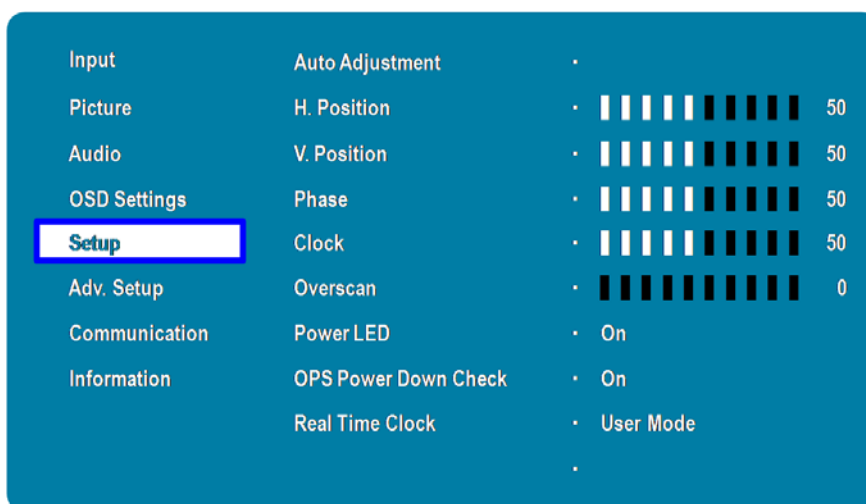 Input
Picture
Audio
OSD Settings
Setup
Adv. Setup
Communication
Information
Auto Adjustment ·
H. Position · 50
V. Position · 50
Phase · 50
Clock · 50
Overscan · 0
Power LED · On
OPS Power Down Check · On
Real Time Clock · User Mode
·